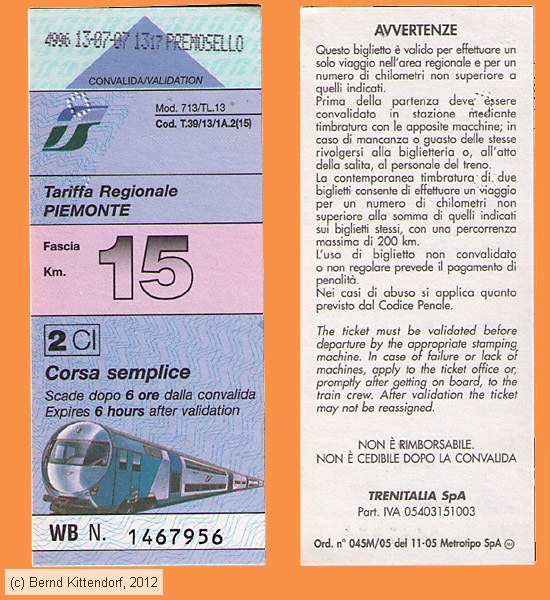 4996 13-07-07 1317 PREMOSELLO
CONVALIDA/VALIDATION
Mod. 713/TL.13
Cod. T.39/13/1A.2(15)
Tariffa Regionale
PIEMONTE
Fascia
Km.
15
2 Cl
Corsa semplice
Scade dopo 6 ore dalla convalida
Expires 6 hours after validation
WB N. 1467956
AVVERTENZE
Questo biglietto è valido per effettuare un
solo viaggio nell'area regionale e per un
numero di chilometri non superiore a
quelli indicati.
Prima della partenza deve essere
convalidato in stazione mediante
timbratura con le apposite macchine; in
caso di mancanza o guasto delle stesse
rivolgersi alla biglietteria o, all'atto
della salita, al personale del treno.
La contemporanea timbratura di due
biglietti consente di effettuare un viaggio
per un numero di chilometri non
superiore alla somma di quelli indicati
sui biglietti stessi, con una percorrenza
massima di 200 km.
L'uso di biglietto non convalidato
o non regolare prevede il pagamento di
penalità.
Nei casi di abuso si applica quanto
previsto dal Codice Penale.
The ticket must be validated before
departure by the appropriate stamping
machine. In case of failure or lack of
machines, apply to the ticket office or,
promptly after getting on board, to the
train crew. After validation the ticket
may not be reassigned.
NON È RIMBORSABILE.
NON È CEDIBILE DOPO LA CONVALIDA
TRENITALIA SpA
Part. IVA 05403151003
Ord. n° 045M/05 del 11-05 Metrotipo SpA
(c) Bernd Kittendorf, 2012